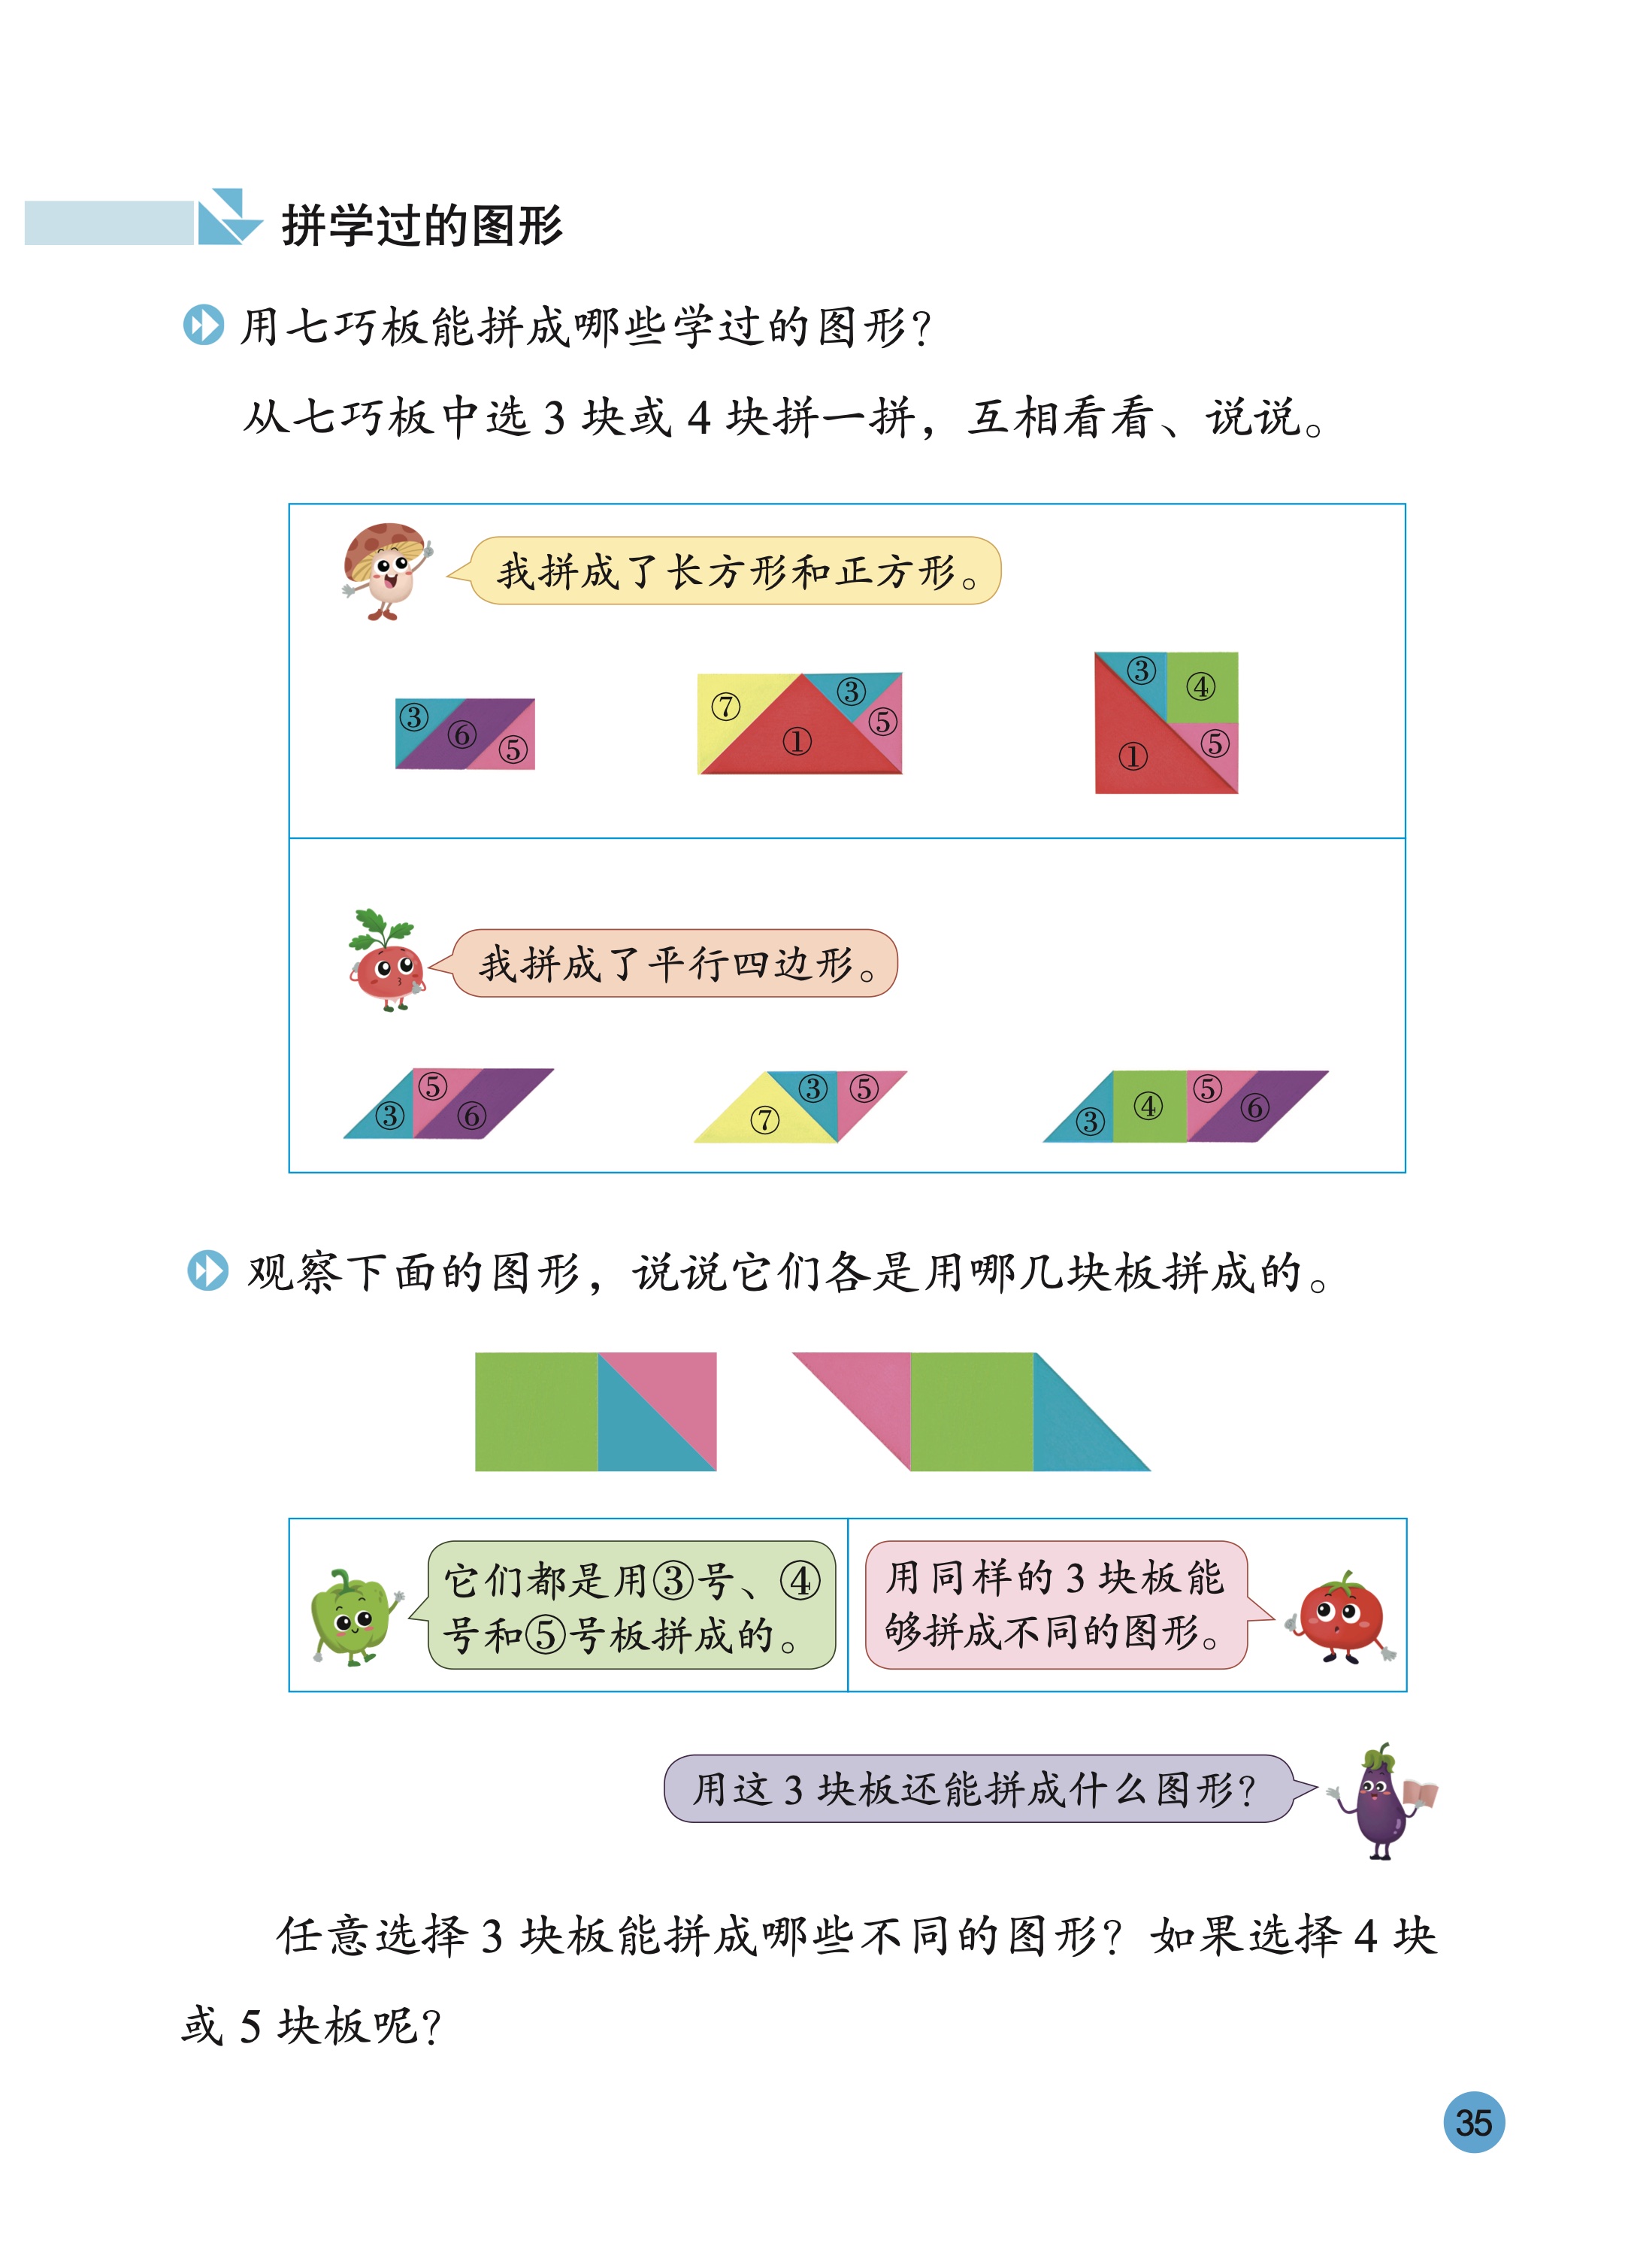 拼学过的图形
用七巧板能拼成哪些学过的图形？
从七巧板中选 3 块或 4 块拼一拼，互相看看、说说。
我拼成了长方形和正方形。
③ ⑥ ⑤
⑦ ① ③ ⑤
③ ④ ① ⑤
我拼成了平行四边形。
③ ⑤ ⑥
⑦ ③ ⑤
③ ④ ⑤ ⑥
观察下面的图形，说说它们各是用哪几块板拼成的。
它们都是用③号、④
号和⑤号板拼成的。
用同样的 3 块板能
够拼成不同的图形。
用这 3 块板还能拼成什么图形？
任意选择 3 块板能拼成哪些不同的图形？如果选择 4 块
或 5 块板呢？
35